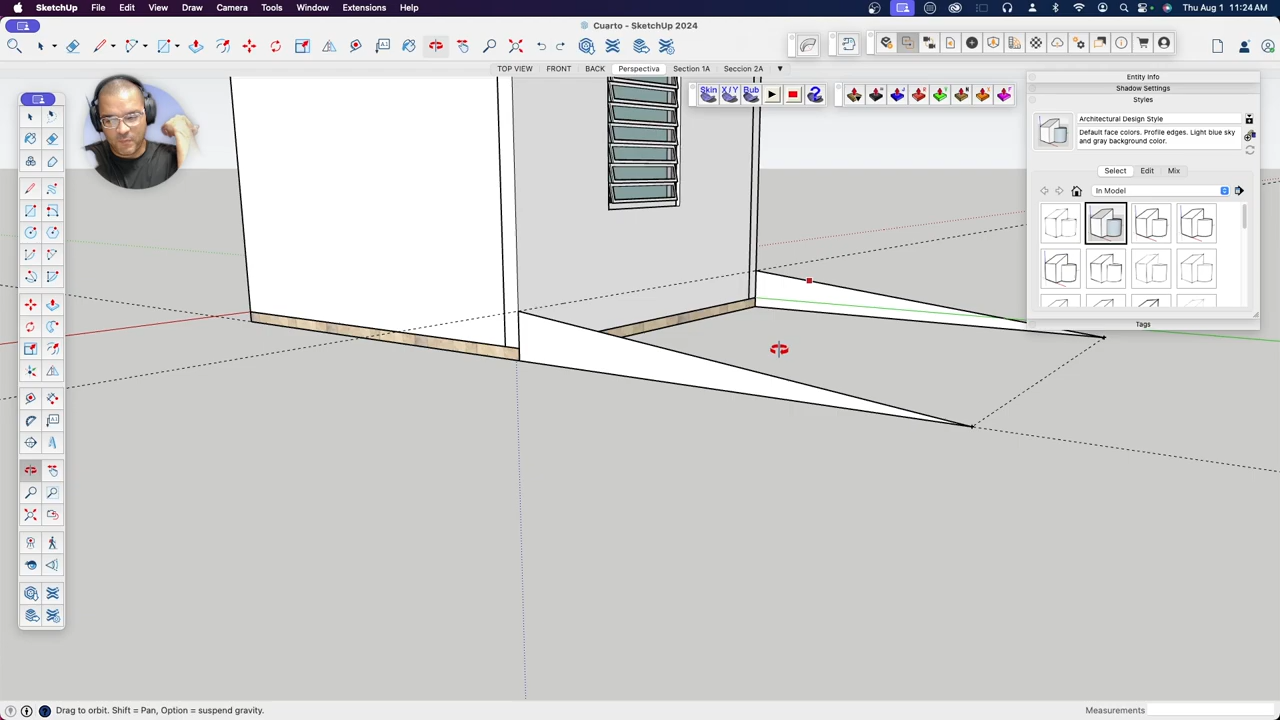 SketchUp File Edit View Draw Camera Tools Window Extensions Help Thu Aug 1 11:24 AM
Cuarto - SketchUp 2024
TOP VIEW FRONT BACK Perspectiva Section 1A Seccion 2A
Skin X/Y Bub
Entity Info
Shadow Settings
Styles
Architectural Design Style
Default face colors. Profile edges. Light blue sky
and gray background color.
Select Edit Mix
In Model
Tags
Drag to orbit. Shift = Pan, Option = suspend gravity.
Measurements